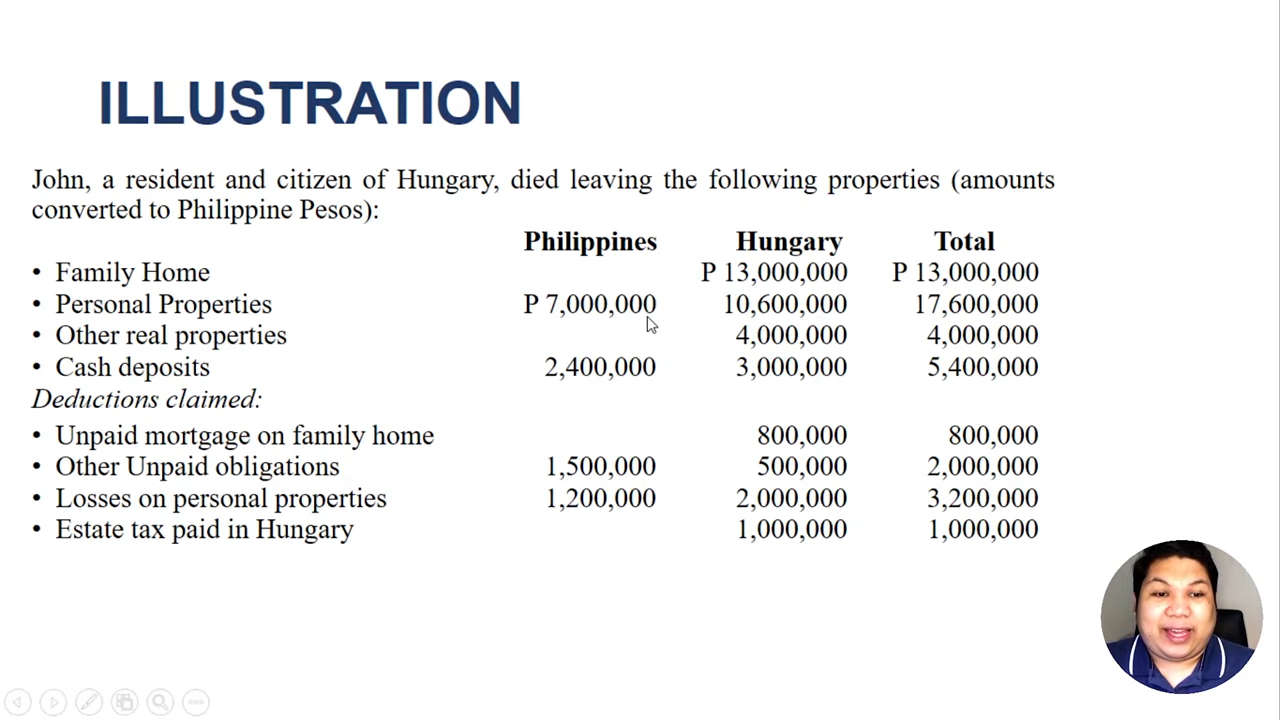 ILLUSTRATION
John, a resident and citizen of Hungary, died leaving the following properties (amounts
converted to Philippine Pesos):
Philippines Hungary Total
• Family Home P 13,000,000 P 13,000,000
• Personal Properties P 7,000,000 10,600,000 17,600,000
• Other real properties 4,000,000 4,000,000
• Cash deposits 2,400,000 3,000,000 5,400,000
Deductions claimed:
• Unpaid mortgage on family home 800,000 800,000
• Other Unpaid obligations 1,500,000 500,000 2,000,000
• Losses on personal properties 1,200,000 2,000,000 3,200,000
• Estate tax paid in Hungary 1,000,000 1,000,000